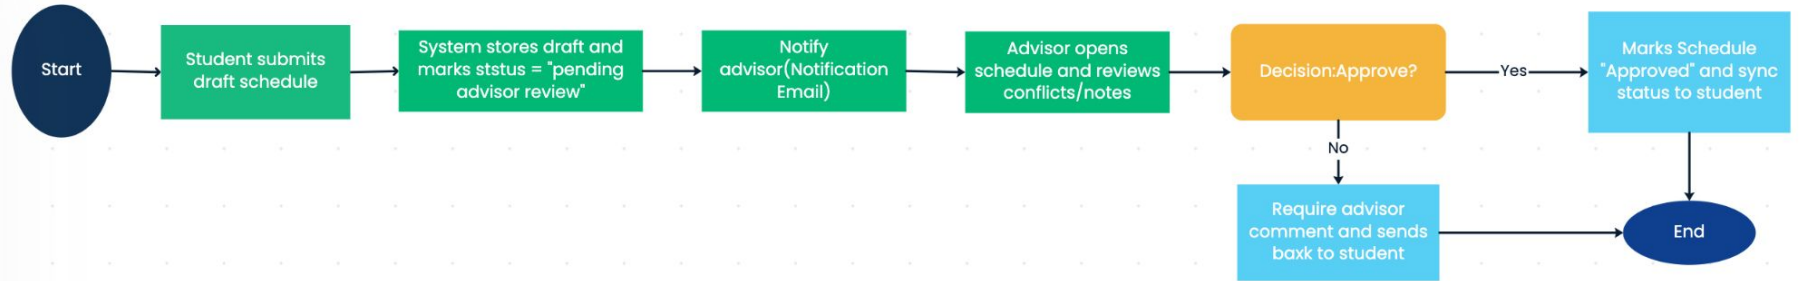 Start
Student submits
draft schedule
System stores draft and
marks ststus = "pending
advisor review"
Notify
advisor(Notification
Email)
Advisor opens
schedule and reviews
conflicts/notes
Decision:Approve?
Yes
Marks Schedule
"Approved" and sync
status to student
No
Require advisor
comment and sends
baxk to student
End